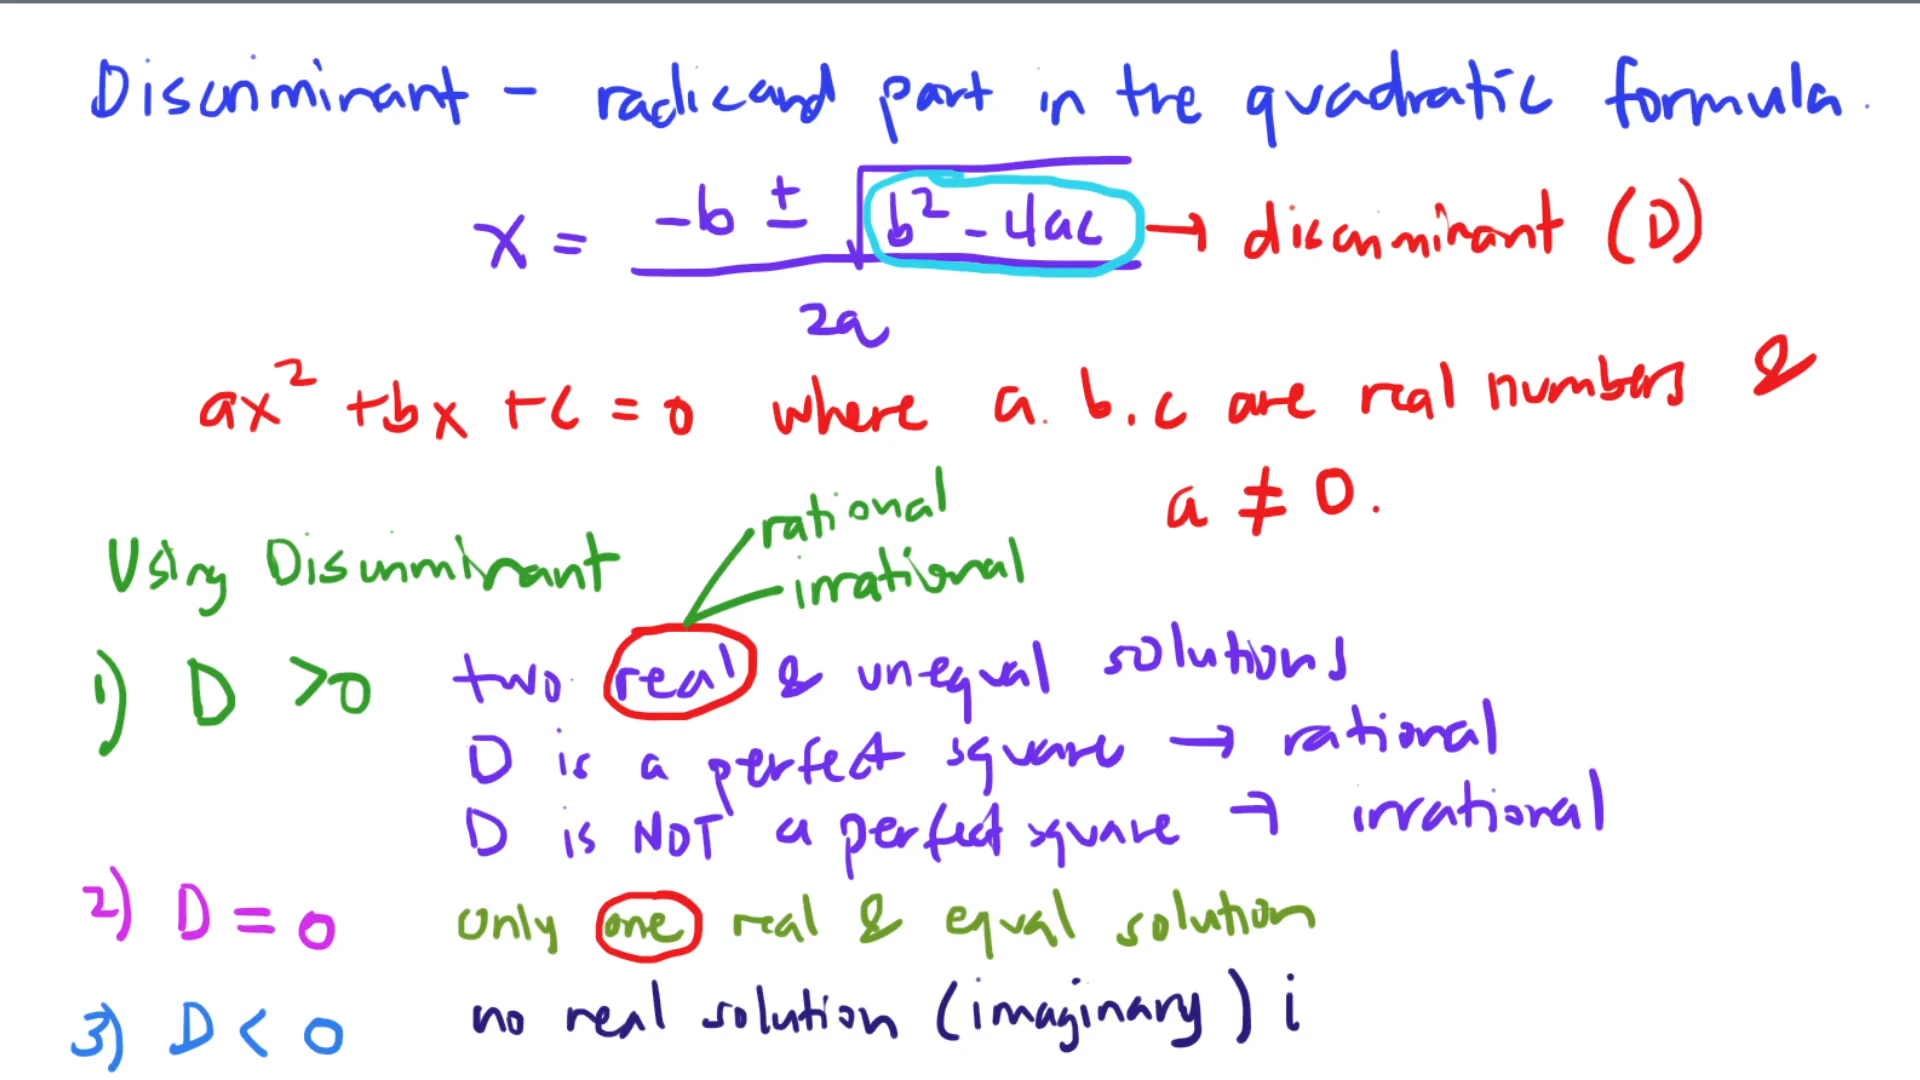 Discriminant - radicand part in the quadratic formula.
x = (-b ± √(b² - 4ac)) / 2a → discriminant (D)
ax² + bx + c = 0 where a. b. c are real numbers &
a ≠ 0.
rational
Using Discriminant
irrational
1) D > 0 two real & unequal solutions
D is a perfect square → rational
D is NOT a perfect square → irrational
2) D = 0 only one real & equal solution
3) D < 0 no real solution (imaginary) i